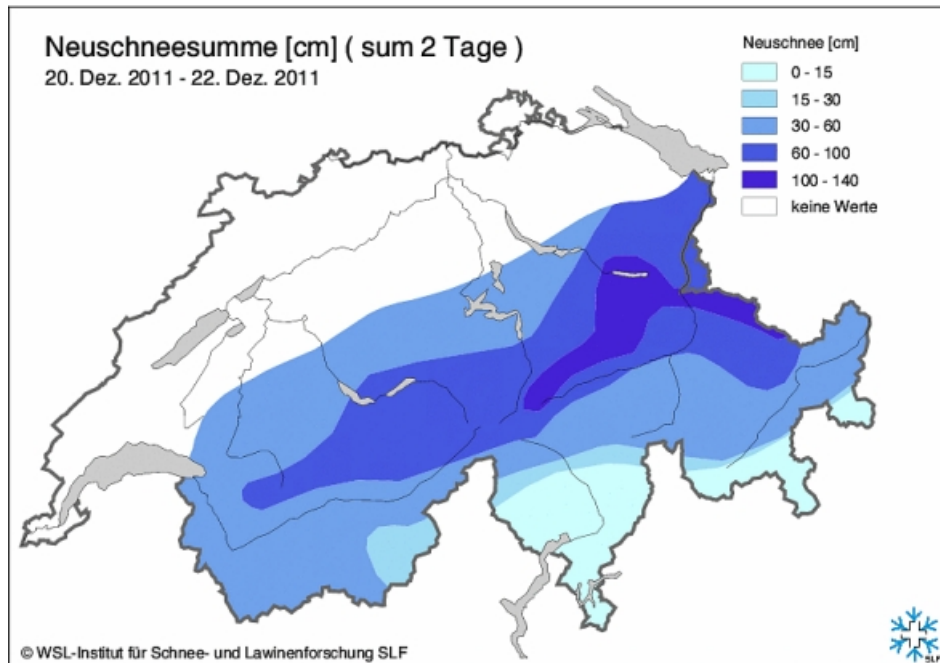 Neuschneesumme [cm] ( sum 2 Tage )
20. Dez. 2011 - 22. Dez. 2011
Neuschnee [cm]
0 - 15
15 - 30
30 - 60
60 - 100
100 - 140
keine Werte
© WSL-Institut für Schnee- und Lawinenforschung SLF
SLF